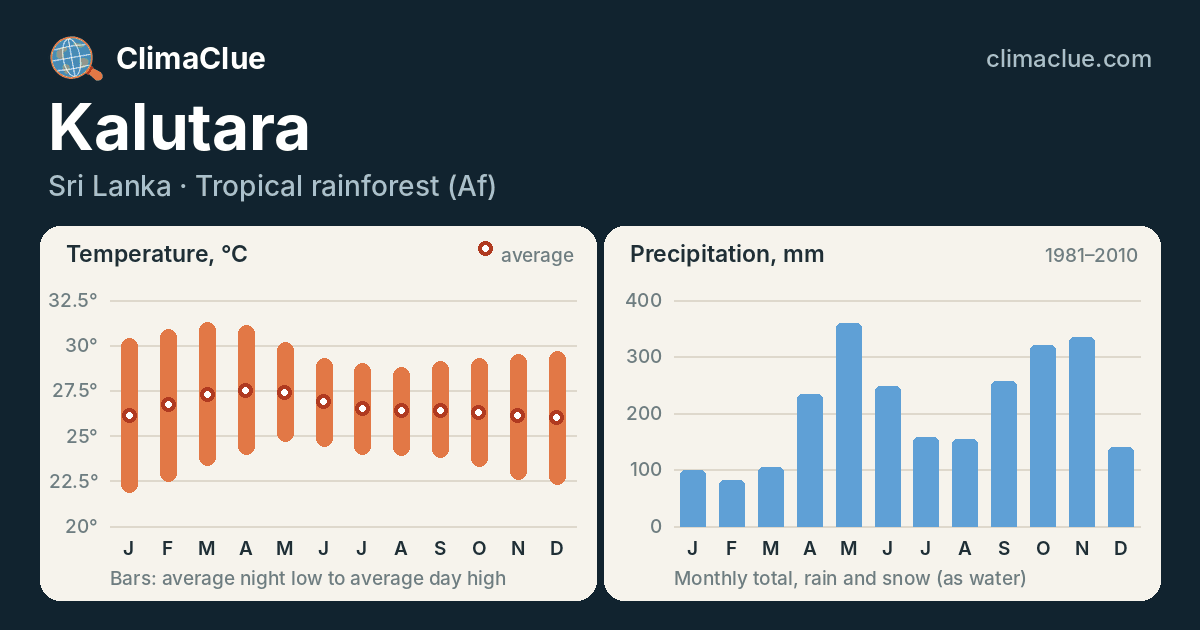 ClimaClue
climaclue.com
Kalutara
Sri Lanka · Tropical rainforest (Af)
Temperature, °C
average
32.5°
30°
27.5°
25°
22.5°
20°
J F M A M J J A S O N D
Bars: average night low to average day high
Precipitation, mm
1981–2010
400
300
200
100
0
J F M A M J J A S O N D
Monthly total, rain and snow (as water)